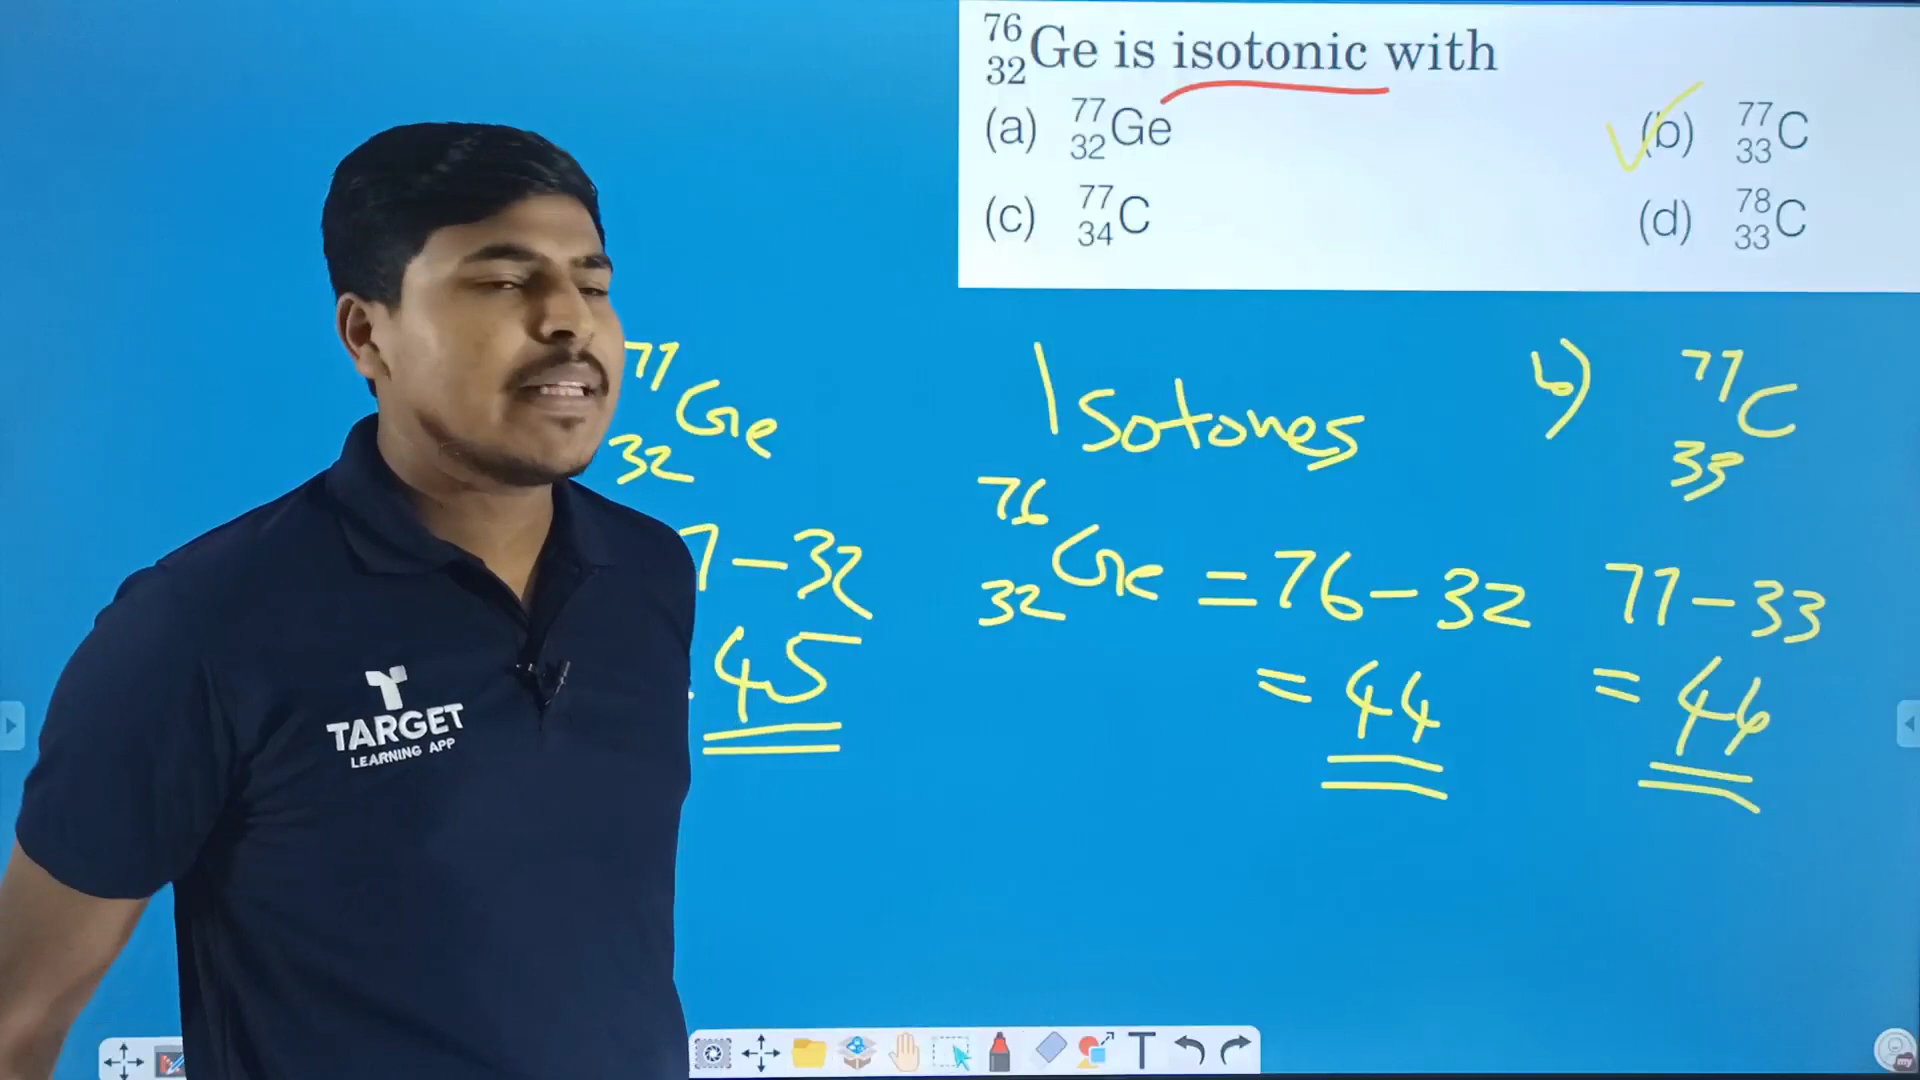 76
32Ge is isotonic with
(a) 77
32Ge
(b) 77
33C
(c) 77
34C
(d) 78
33C
77
32Ge
7-32
45
Isotones
76
32Ge = 76-32
= 44
b) 77
33C
77-33
= 44
TARGET
LEARNING APP
T
my